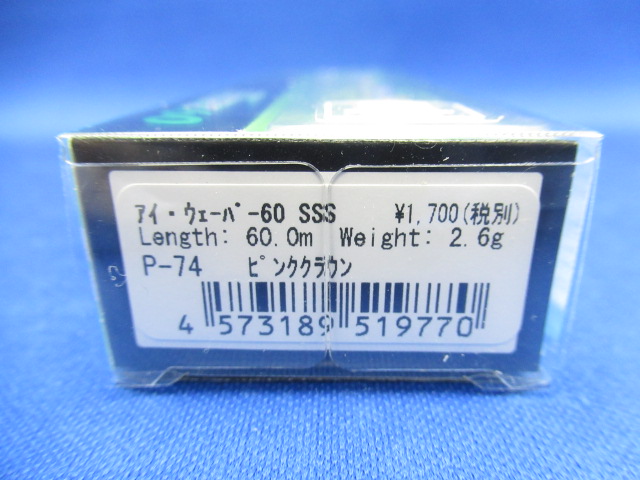 ｱｲ・ｳｪｰﾊﾞｰ60 SSS ¥1,700(税別)
Length: 60.0m Weight: 2.6g
P-74 ﾋﾟﾝｸｸﾗｳﾝ
4 573189 519770